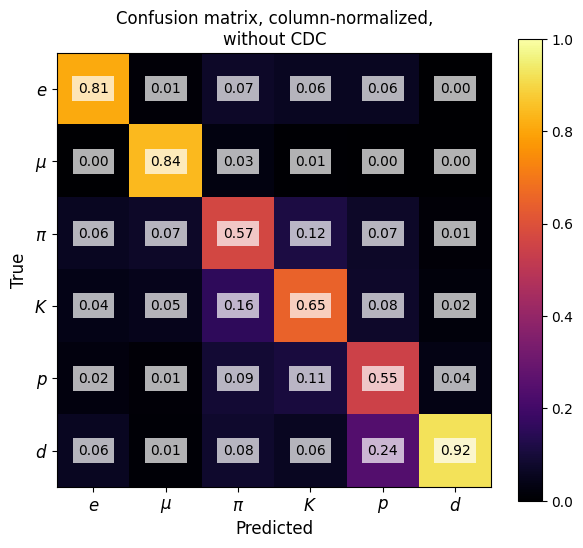 Confusion matrix, column-normalized,
without CDC
1.0
e 0.81 0.01 0.07 0.06 0.06 0.00
μ 0.00 0.84 0.03 0.01 0.00 0.00
0.8
π 0.06 0.07 0.57 0.12 0.07 0.01
0.6
True
K 0.04 0.05 0.16 0.65 0.08 0.02
0.4
p 0.02 0.01 0.09 0.11 0.55 0.04
0.2
d 0.06 0.01 0.08 0.06 0.24 0.92
0.0
e μ π K p d
Predicted